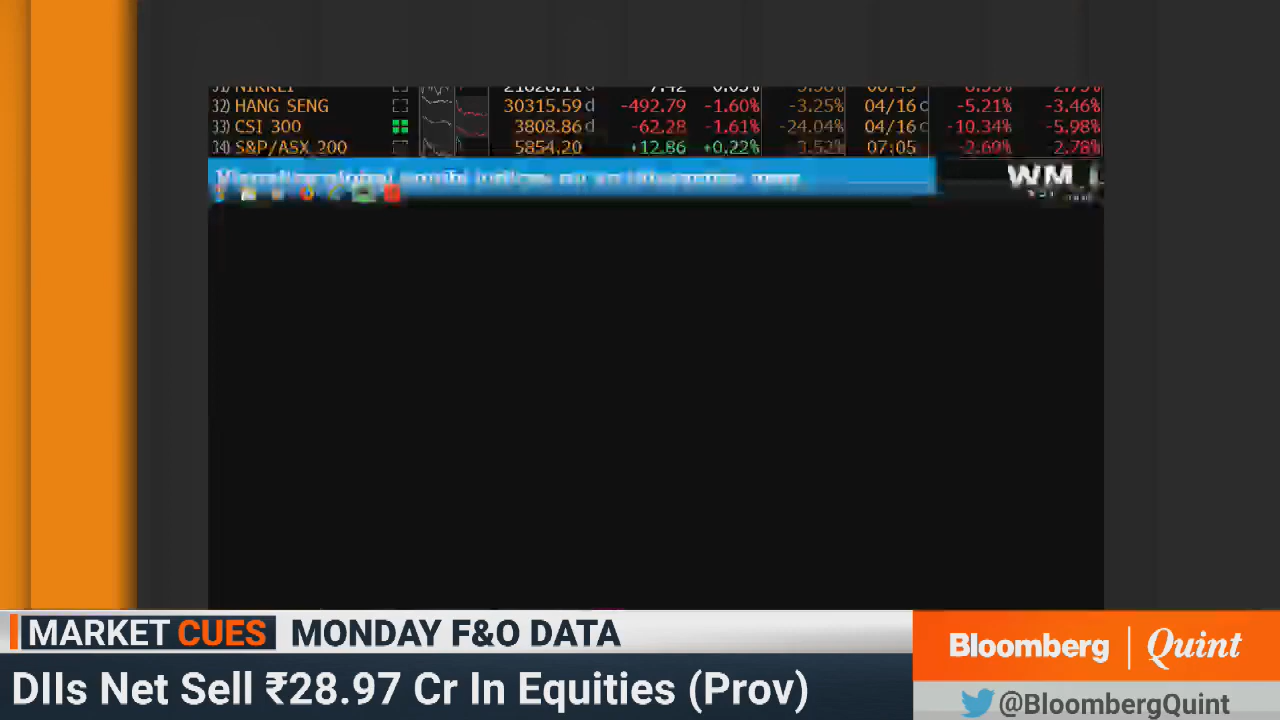 32) HANG SENG 30315.59 d -492.79 -1.60% -3.25% 04/16 c -5.21% -3.46%
33) CSI 300 3808.86 d -62.28 -1.61% -24.04% 04/16 c -10.34% -5.98%
34) S&P/ASX 200 5854.20 +12.86 +0.22% 3.52% 07:05 -2.69% -2.78%
WM
MARKET CUES MONDAY F&O DATA
DIIs Net Sell ₹28.97 Cr In Equities (Prov)
Bloomberg | Quint
@BloombergQuint